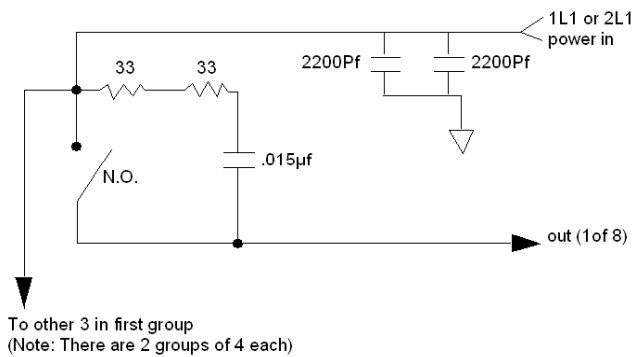 1L1 or 2L1
power in
33
33
2200Pf
2200Pf
.015µf
N.O.
out (1of 8)
To other 3 in first group
(Note: There are 2 groups of 4 each)